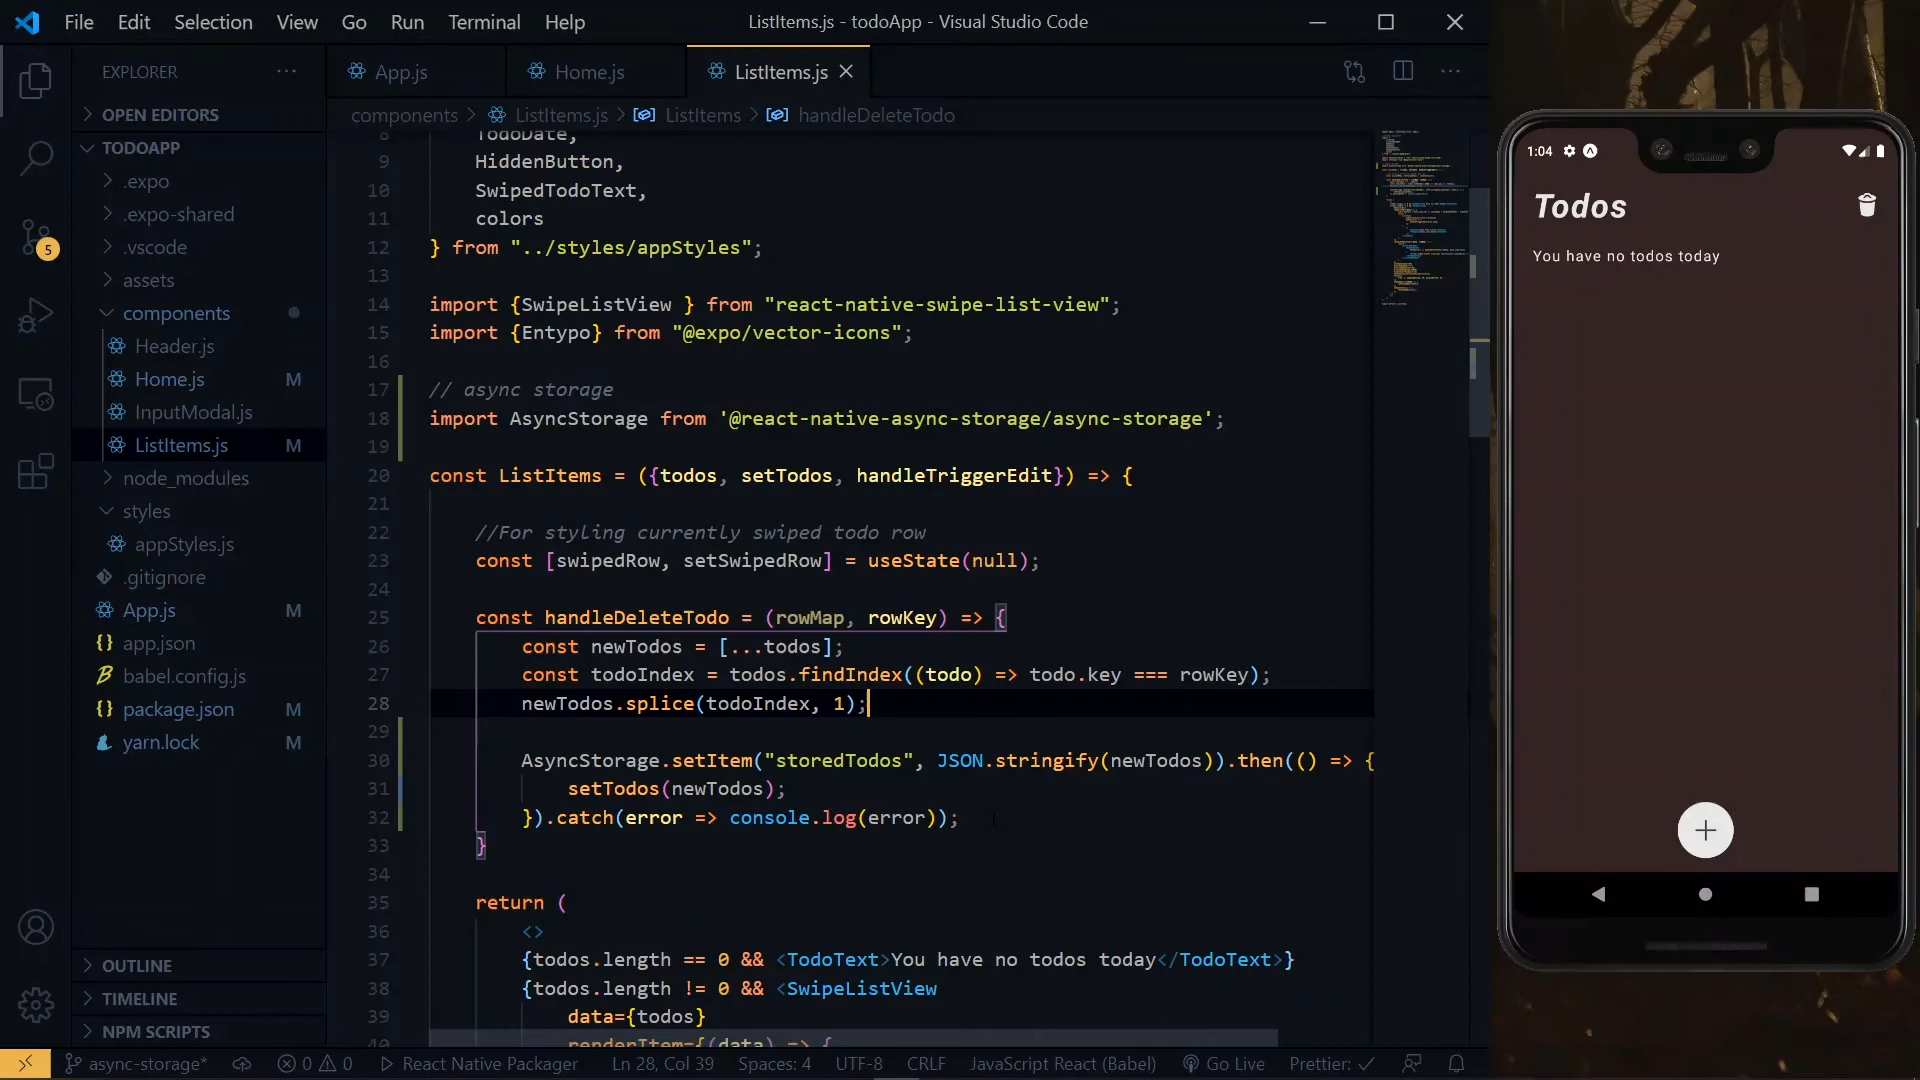 File Edit Selection View Go Run Terminal Help
ListItems.js - todoApp - Visual Studio Code
EXPLORER
OPEN EDITORS
TODOAPP
.expo
.expo-shared
.vscode
assets
components
Header.js
Home.js M
InputModal.js
ListItems.js M
node_modules
styles
appStyles.js
.gitignore
App.js M
app.json
babel.config.js
package.json M
yarn.lock M
OUTLINE
TIMELINE
NPM SCRIPTS
5
App.js Home.js ListItems.js
components > ListItems.js > ListItems > handleDeleteTodo
8 TodoDate,
9 HiddenButton,
10 SwipedTodoText,
11 colors
12 } from "../styles/appStyles";
13
14 import {SwipeListView } from "react-native-swipe-list-view";
15 import {Entypo} from "@expo/vector-icons";
16
17 // async storage
18 import AsyncStorage from '@react-native-async-storage/async-storage';
19
20 const ListItems = ({todos, setTodos, handleTriggerEdit}) => {
21
22 //For styling currently swiped todo row
23 const [swipedRow, setSwipedRow] = useState(null);
24
25 const handleDeleteTodo = (rowMap, rowKey) => {
26 const newTodos = [...todos];
27 const todoIndex = todos.findIndex((todo) => todo.key === rowKey);
28 newTodos.splice(todoIndex, 1);
29
30 AsyncStorage.setItem("storedTodos", JSON.stringify(newTodos)).then(() => {
31 setTodos(newTodos);
32 }).catch(error => console.log(error));
33 }
34
35 return (
36 <>
37 {todos.length == 0 && <TodoText>You have no todos today</TodoText>}
38 {todos.length != 0 && <SwipeListView
39 data={todos}
40 renderItem={(data) => {
async-storage* 0 0 React Native Packager Ln 28, Col 39 Spaces: 4 UTF-8 CRLF JavaScript React (Babel) Go Live Prettier: ✓
1:04
Todos
You have no todos today